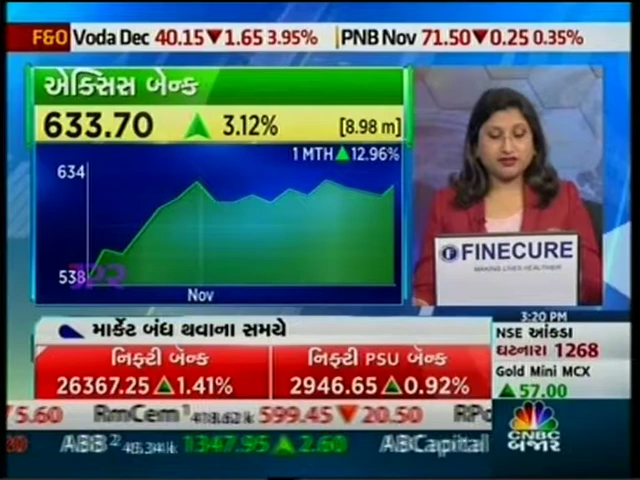 F&O Voda Dec 40.15▼1.65 3.95% PNB Nov 71.50▼0.25 0.35%
એક્સિસ બેન્ક
633.70 ▲ 3.12% [8.98 m]
1 MTH▲12.96%
634
538
Nov
FINECURE
MAKING LIVES HEALTHIER
3:20 PM
માર્કેટ બંધ થવાના સમયે
નિફ્ટી બૅન્ક
26367.25▲1.41%
નિફ્ટી PSU બૅન્ક
2946.65▲0.92%
NSE આંકડા
ઘટનારા 1268
Gold Mini MCX
▲57.00
5.60 RmCem 599.45 ▼20.50 RPo
30 ABB 1347.95 ▲2.60 ABCapital
CNBC
બજાર